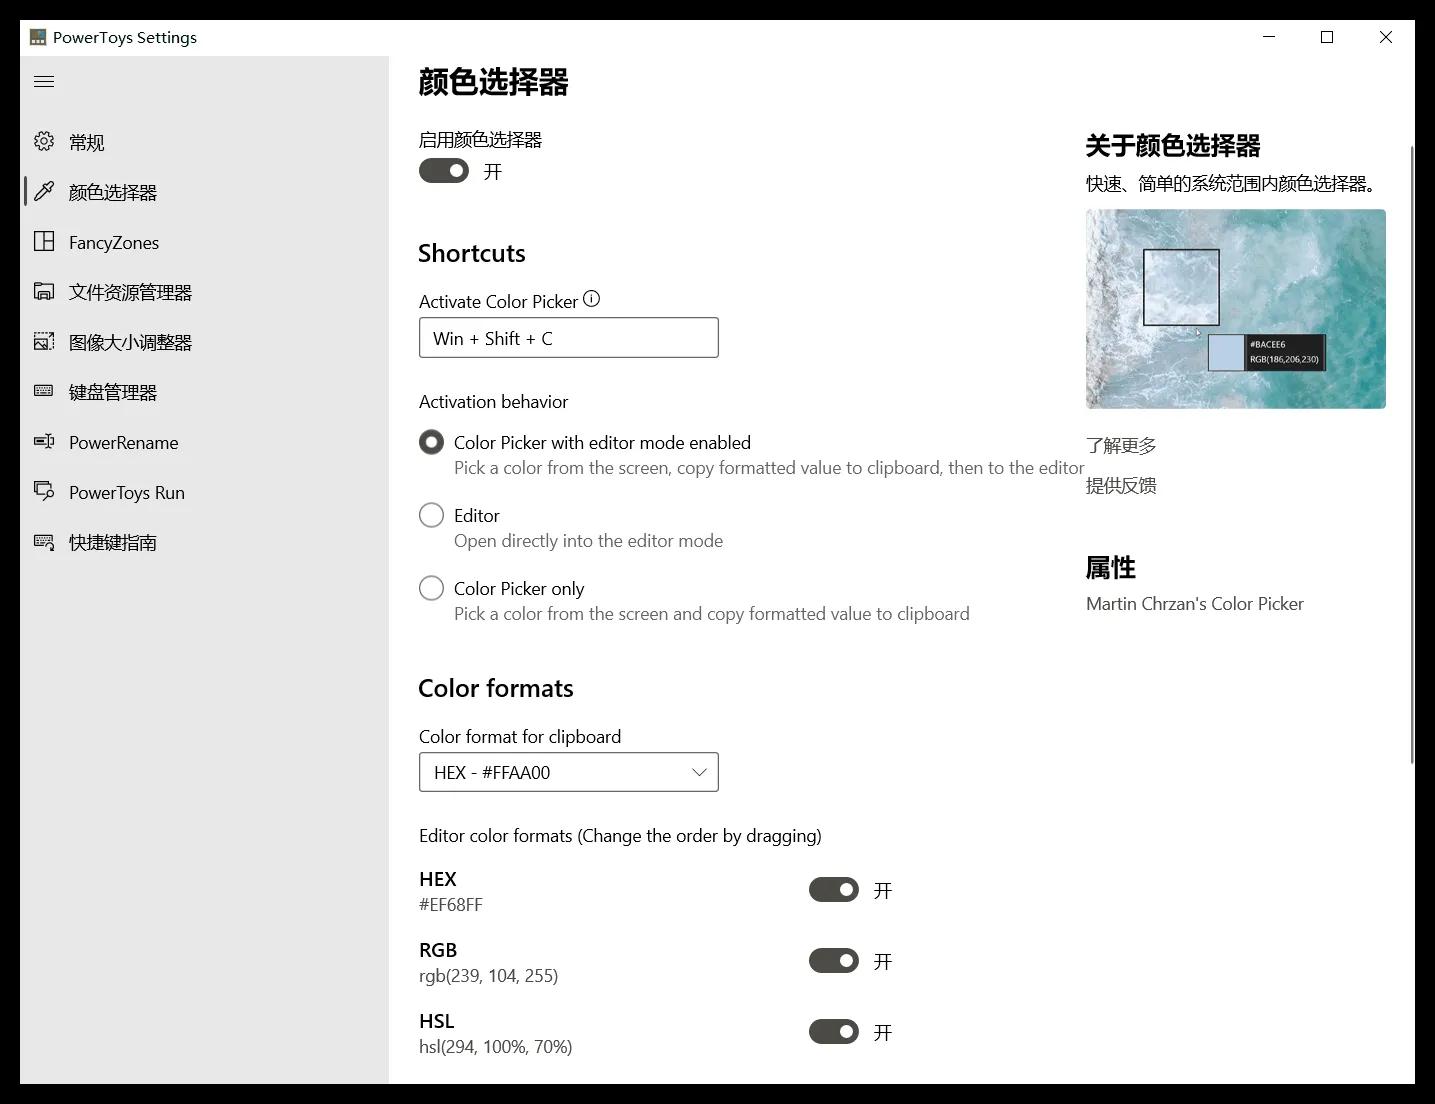 PowerToys Settings
常规
颜色选择器
FancyZones
文件资源管理器
图像大小调整器
键盘管理器
PowerRename
PowerToys Run
快捷键指南
颜色选择器
启用颜色选择器
开
Shortcuts
Activate Color Picker
Win + Shift + C
Activation behavior
Color Picker with editor mode enabled
Pick a color from the screen, copy formatted value to clipboard, then to the editor
Editor
Open directly into the editor mode
Color Picker only
Pick a color from the screen and copy formatted value to clipboard
Color formats
Color format for clipboard
HEX - #FFAA00
Editor color formats (Change the order by dragging)
HEX
#EF68FF
开
RGB
rgb(239, 104, 255)
开
HSL
hsl(294, 100%, 70%)
开
关于颜色选择器
快速、简单的系统范围内颜色选择器。
#BACEE6
RGB(186,206,230)
了解更多
提供反馈
属性
Martin Chrzan's Color Picker